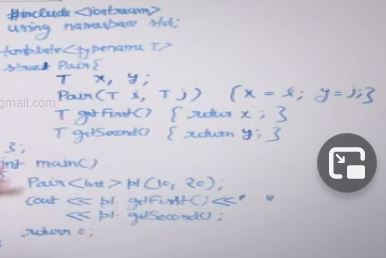 #include <iostream>
using namespace std;
template<typename T>
struct Pair{
T x, y;
Pair(T i, T j) {x = i; y = j;}
gmail.com
T getFirst() { return x ; }
T getSecond() { return y; }
};
int main()
{
Pair<int> p1(10, 20);
cout << p1. getFirst() << " "
<< p1. getSecond();
return 0;